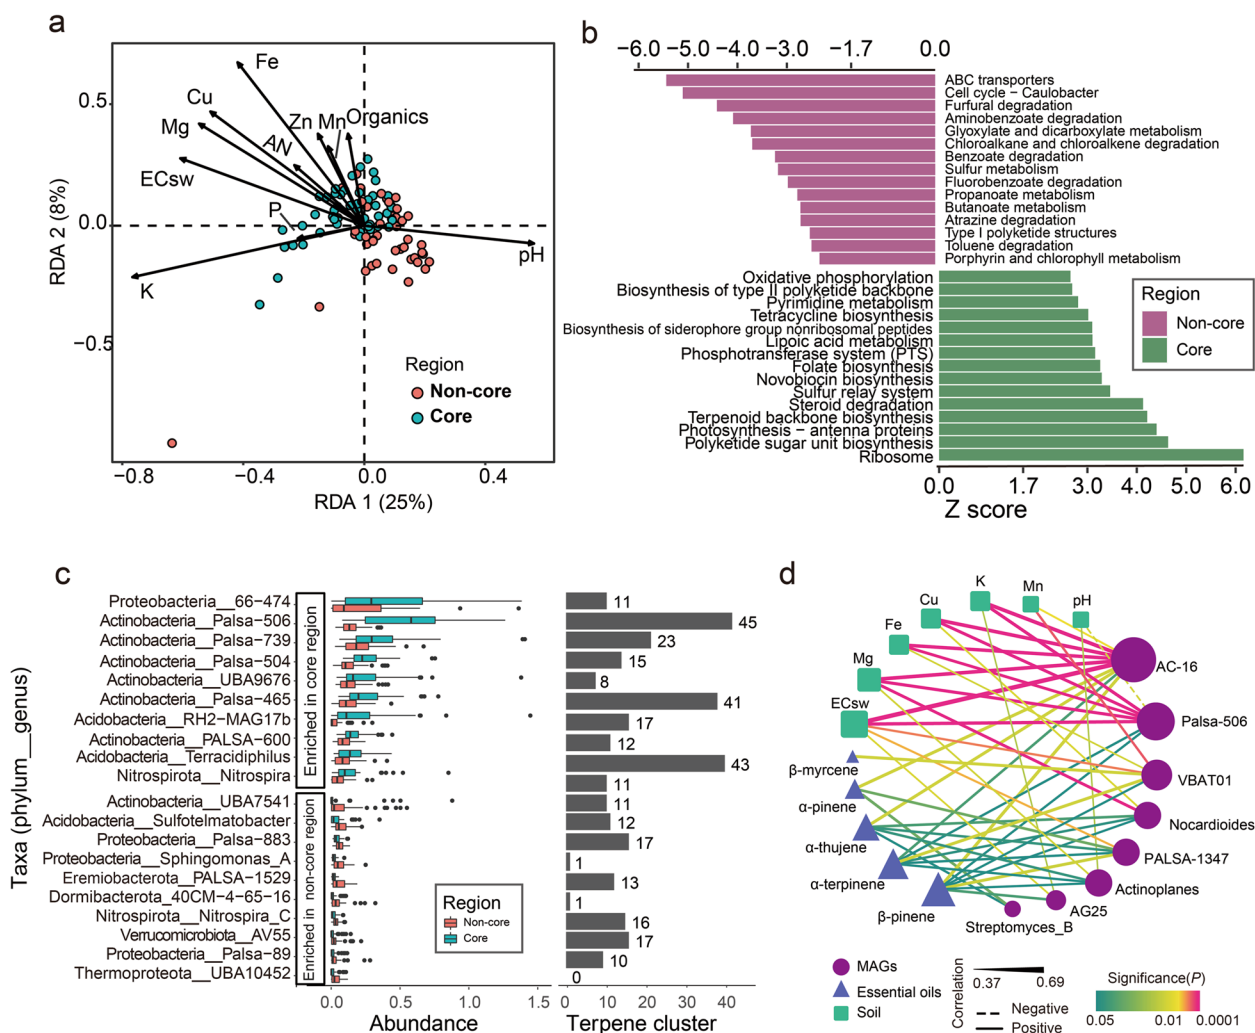 a
Fe
Cu
Mg
Zn
Mn
Organics
AN
ECsw
P
pH
K
0.5
0.0
−0.5
RDA 2 (8%)
−0.8
−0.4
0.0
0.4
RDA 1 (25%)
Region
Non-core
Core
b
−6.0
−5.0
−4.0
−3.0
−1.7
0.0
ABC transporters
Cell cycle − Caulobacter
Furfural degradation
Aminobenzoate degradation
Glyoxylate and dicarboxylate metabolism
Chloroalkane and chloroalkene degradation
Benzoate degradation
Sulfur metabolism
Fluorobenzoate degradation
Propanoate metabolism
Butanoate metabolism
Atrazine degradation
Type I polyketide structures
Toluene degradation
Porphyrin and chlorophyll metabolism
Oxidative phosphorylation
Biosynthesis of type II polyketide backbone
Pyrimidine metabolism
Tetracycline biosynthesis
Biosynthesis of siderophore group nonribosomal peptides
Lipoic acid metabolism
Phosphotransferase system (PTS)
Folate biosynthesis
Novobiocin biosynthesis
Sulfur relay system
Steroid degradation
Terpenoid backbone biosynthesis
Photosynthesis − antenna proteins
Polyketide sugar unit biosynthesis
Ribosome
Region
Non-core
Core
0.0
1.7
3.0
4.0
5.0
6.0
Z score
c
Taxa (phylum__genus)
Proteobacteria__66-474
Actinobacteria__Palsa-506
Actinobacteria__Palsa-739
Actinobacteria__Palsa-504
Actinobacteria__UBA9676
Actinobacteria__Palsa-465
Acidobacteria__RH2-MAG17b
Actinobacteria__PALSA-600
Acidobacteria__Terracidiphilus
Nitrospirota__Nitrospira
Actinobacteria__UBA7541
Acidobacteria__Sulfotelmatobacter
Proteobacteria__Palsa-883
Proteobacteria__Sphingomonas_A
Eremiobacterota__PALSA-1529
Dormibacterota_40CM-4-65-16
Nitrospirota__Nitrospira_C
Verrucomicrobiota__AV55
Proteobacteria__Palsa-89
Thermoproteota__UBA10452
Enriched in core region
Enriched in non-core region
Region
Non-core
Core
0.0
0.5
1.0
1.5
Abundance
11
45
23
15
8
41
17
12
43
11
11
12
17
1
13
1
16
17
10
0
0
10
20
30
40
Terpene cluster
d
K
Mn
Cu
pH
Fe
Mg
ECsw
β-myrcene
α-pinene
α-thujene
α-terpinene
β-pinene
AC-16
Palsa-506
VBAT01
Nocardioides
PALSA-1347
Actinoplanes
AG25
Streptomyces_B
MAGs
Essential oils
Soil
Correlation
0.37
0.69
Negative
Positive
Significance(P)
0.05
0.01
0.0001